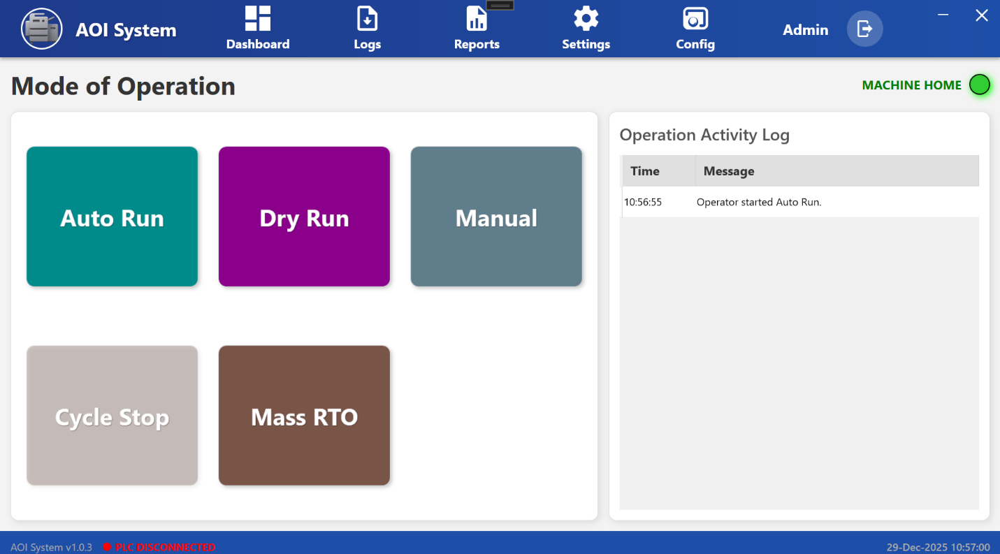 AOI System
Dashboard
Logs
Reports
Settings
Config
Admin
Mode of Operation
MACHINE HOME
Auto Run
Dry Run
Manual
Cycle Stop
Mass RTO
Operation Activity Log
Time Message
10:56:55 Operator started Auto Run.
AOI System v1.0.3 PLC DISCONNECTED 29-Dec-2025 10:57:00